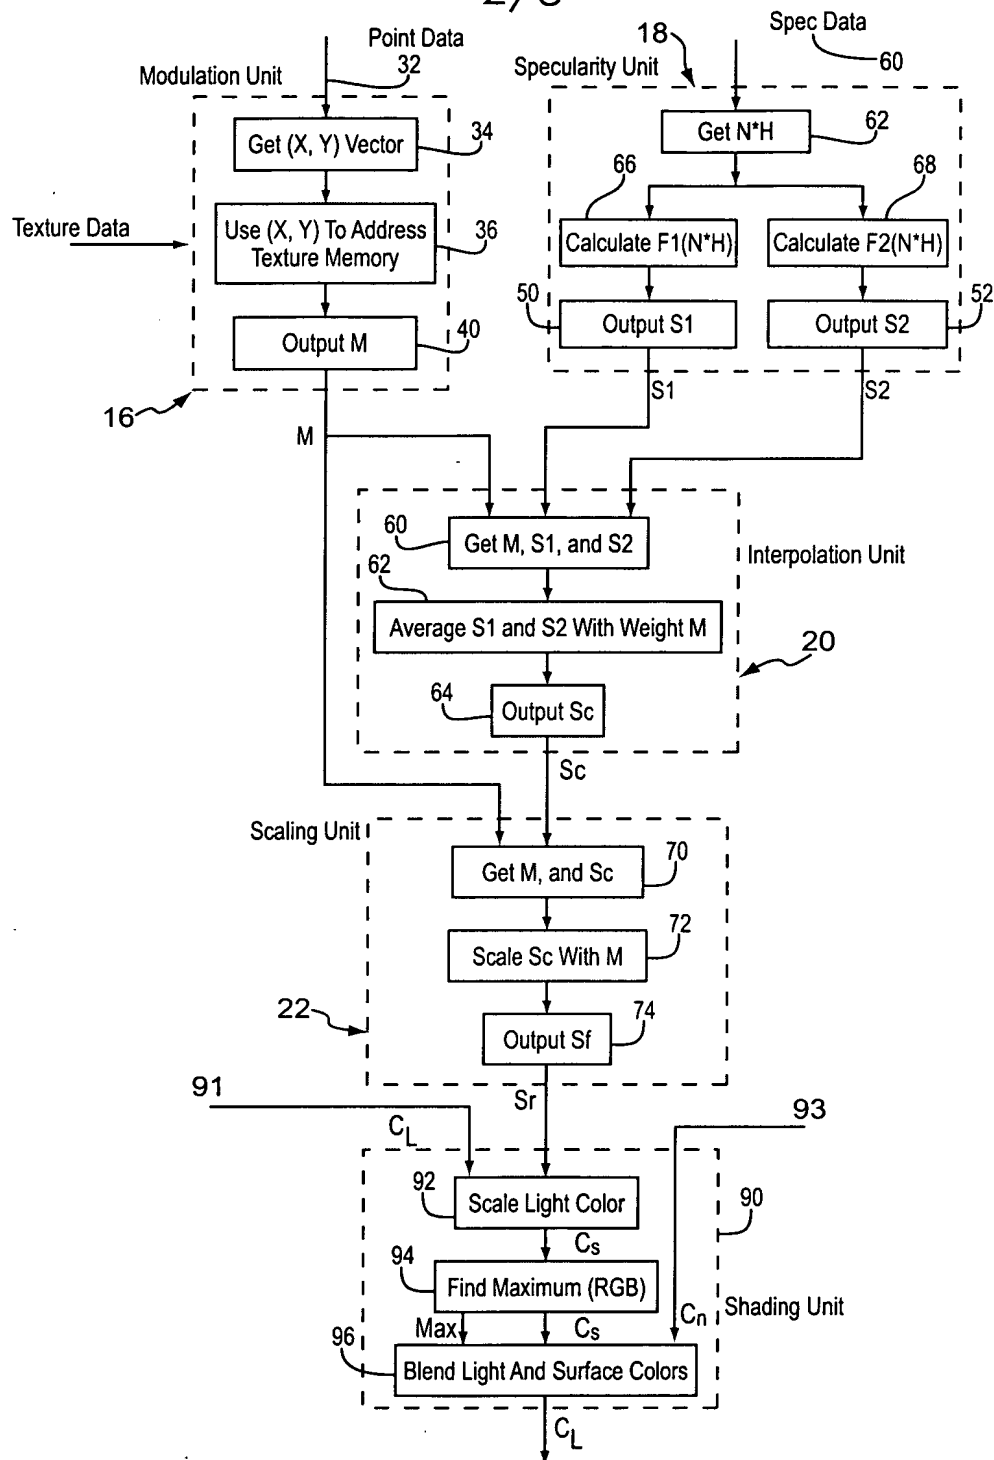 Point Data
32
Modulation Unit
18
Spec Data
60
Specularity Unit
Get (X, Y) Vector
34
Get N*H
62
66
68
Texture Data
Use (X, Y) To Address
Texture Memory
36
Calculate F1(N*H)
Calculate F2(N*H)
50
Output S1
Output S2
52
Output M
40
16
S1
S2
M
60
Get M, S1, and S2
Interpolation Unit
62
Average S1 and S2 With Weight M
20
64
Output Sc
Sc
Scaling Unit
Get M, and Sc
70
Scale Sc With M
72
22
Output Sf
74
91
Sr
93
CL
92
Scale Light Color
90
Cs
94
Find Maximum (RGB)
Cn
Shading Unit
Max
Cs
96
Blend Light And Surface Colors
CL